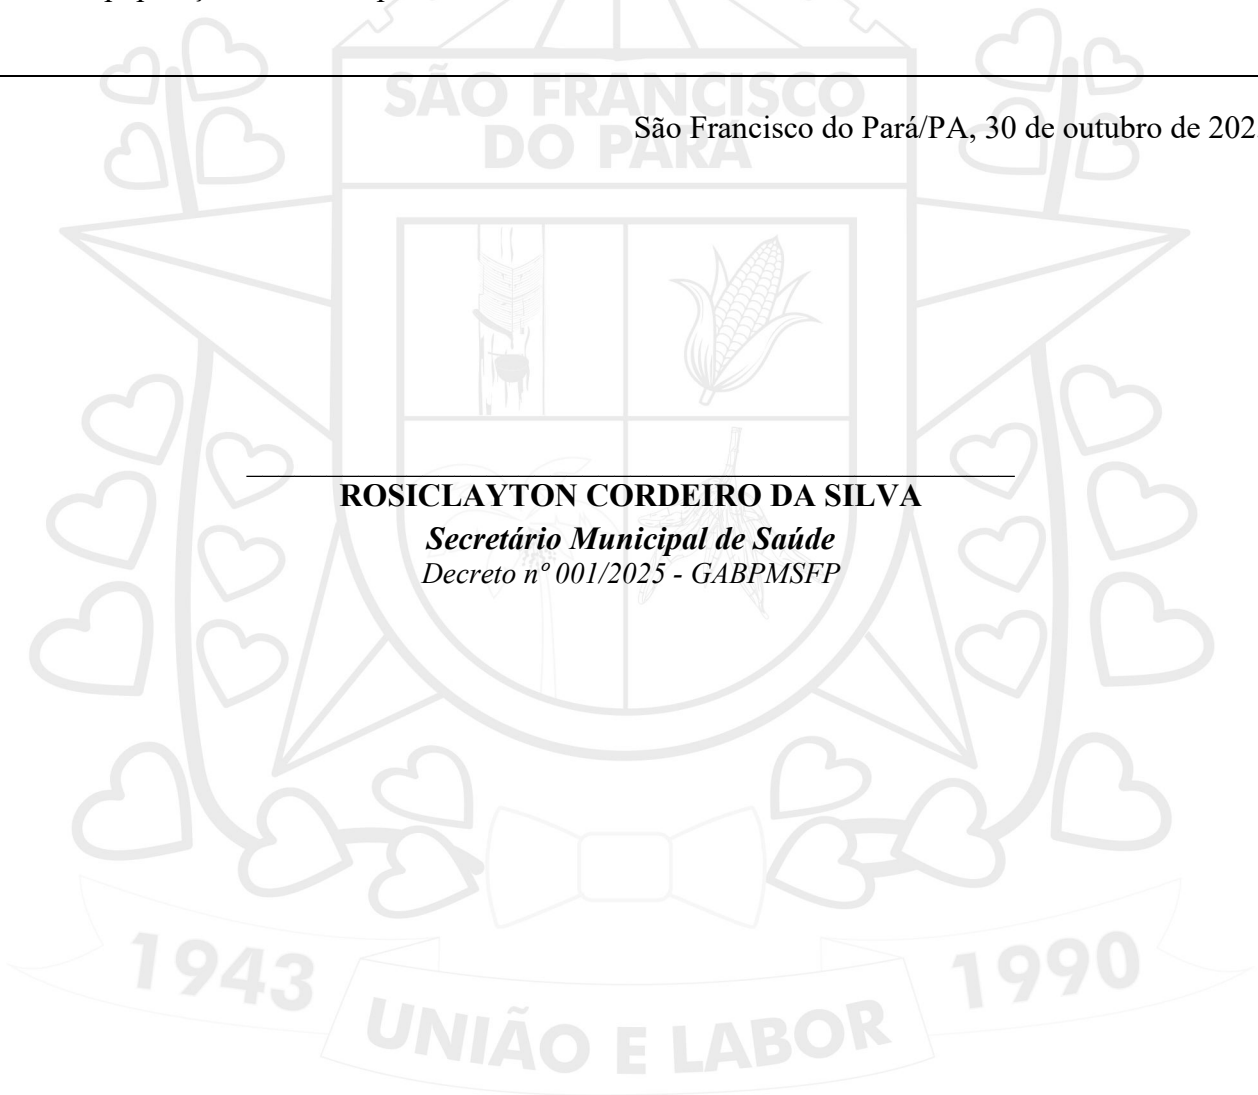 SÃO FRANCISCO
DO PARÁ
São Francisco do Pará/PA, 30 de outubro de 202
ROSICLAYTON CORDEIRO DA SILVA
Secretário Municipal de Saúde
Decreto nº 001/2025 - GABPMSFP
1943
1990
UNIÃO E LABOR